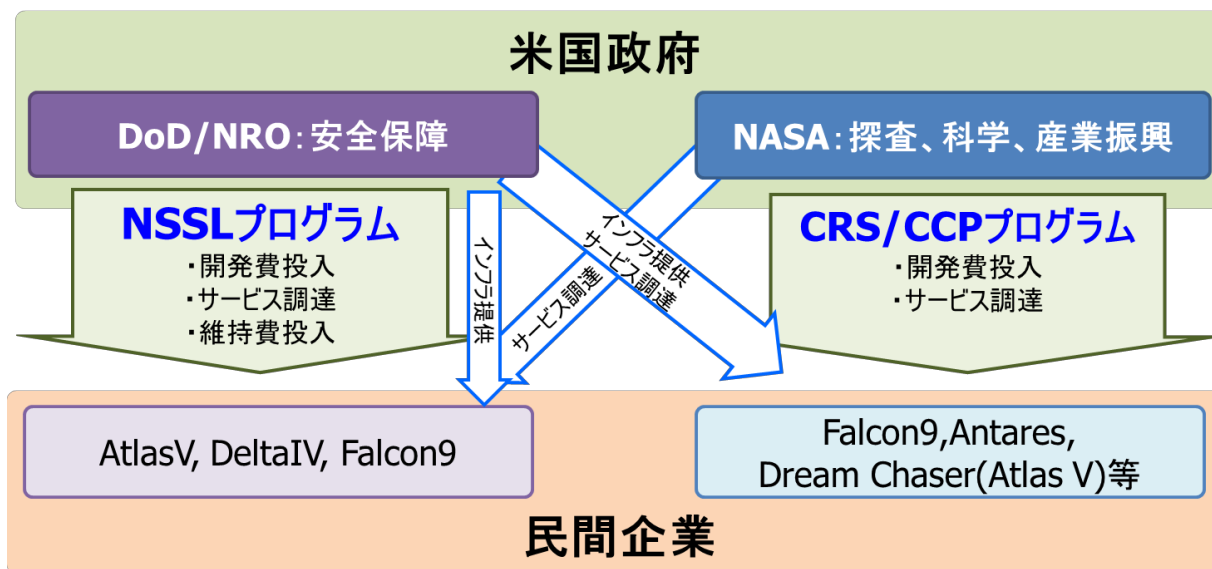 米国政府
DoD/NRO:安全保障
NASA:探査、科学、産業振興
NSSLプログラム
・開発費投入
・サービス調達
・維持費投入
インフラ提供
サービス調達
インフラ提供
サービス調達
CRS/CCPプログラム
・開発費投入
・サービス調達
AtlasV, DeltaIV, Falcon9
Falcon9,Antares,
Dream Chaser(Atlas V)等
民間企業